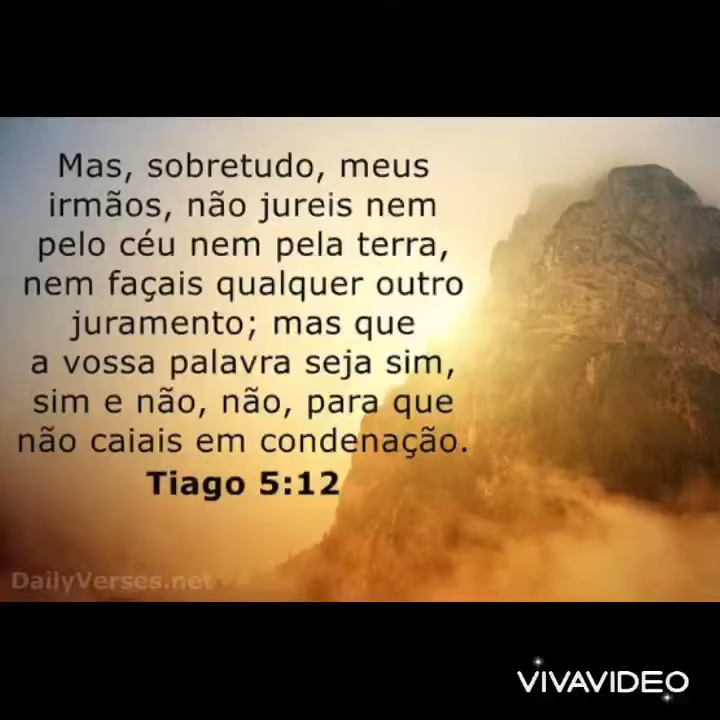 Mas, sobretudo, meus
irmãos, não jureis nem
pelo céu nem pela terra,
nem façais qualquer outro
juramento; mas que
a vossa palavra seja sim,
sim e não, não, para que
não caiais em condenação.
Tiago 5:12
DailyVerses.net
VIVAVIDEO